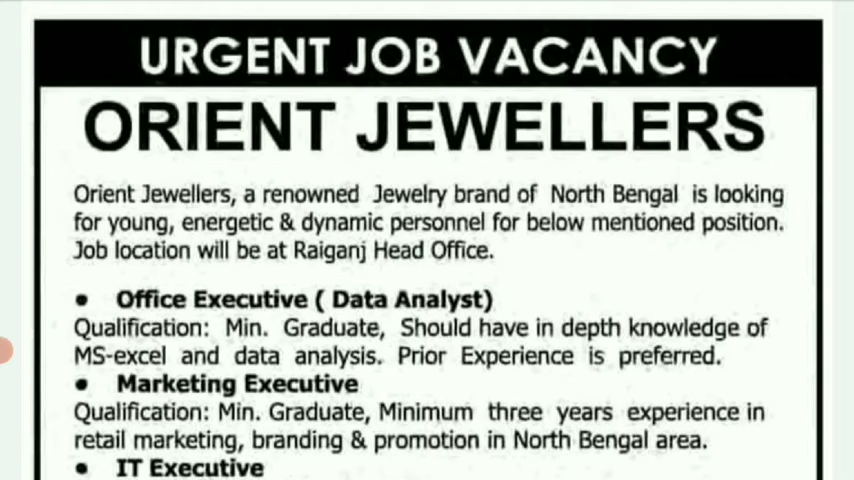 URGENT JOB VACANCY
ORIENT JEWELLERS
Orient Jewellers, a renowned Jewelry brand of North Bengal is looking
for young, energetic & dynamic personnel for below mentioned position.
Job location will be at Raiganj Head Office.
• Office Executive ( Data Analyst)
Qualification: Min. Graduate, Should have in depth knowledge of
MS-excel and data analysis. Prior Experience is preferred.
• Marketing Executive
Qualification: Min. Graduate, Minimum three years experience in
retail marketing, branding & promotion in North Bengal area.
• IT Executive